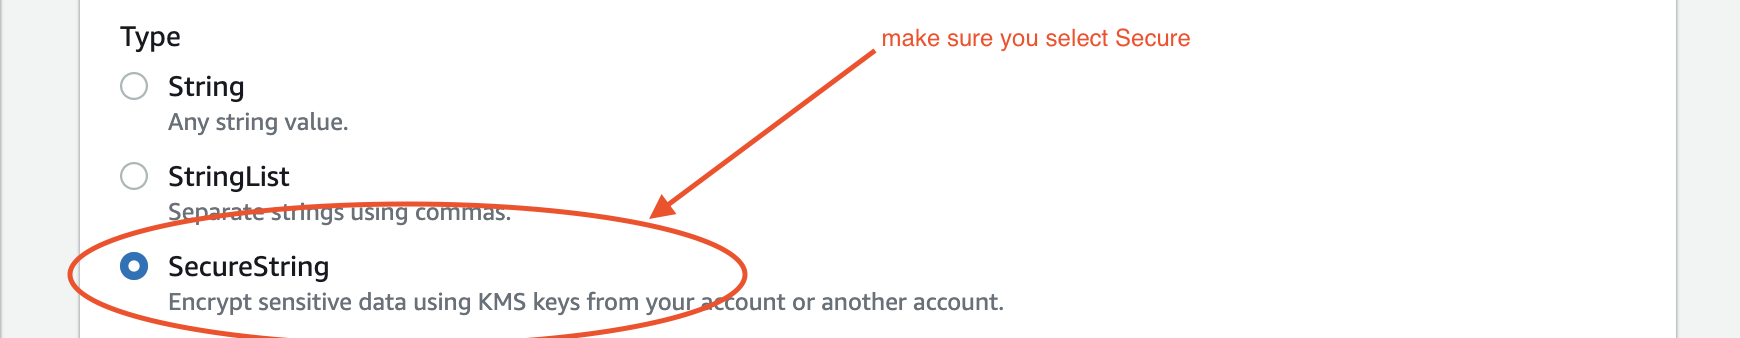 Type
make sure you select Secure
String
Any string value.
StringList
Separate strings using commas.
SecureString
Encrypt sensitive data using KMS keys from your account or another account.